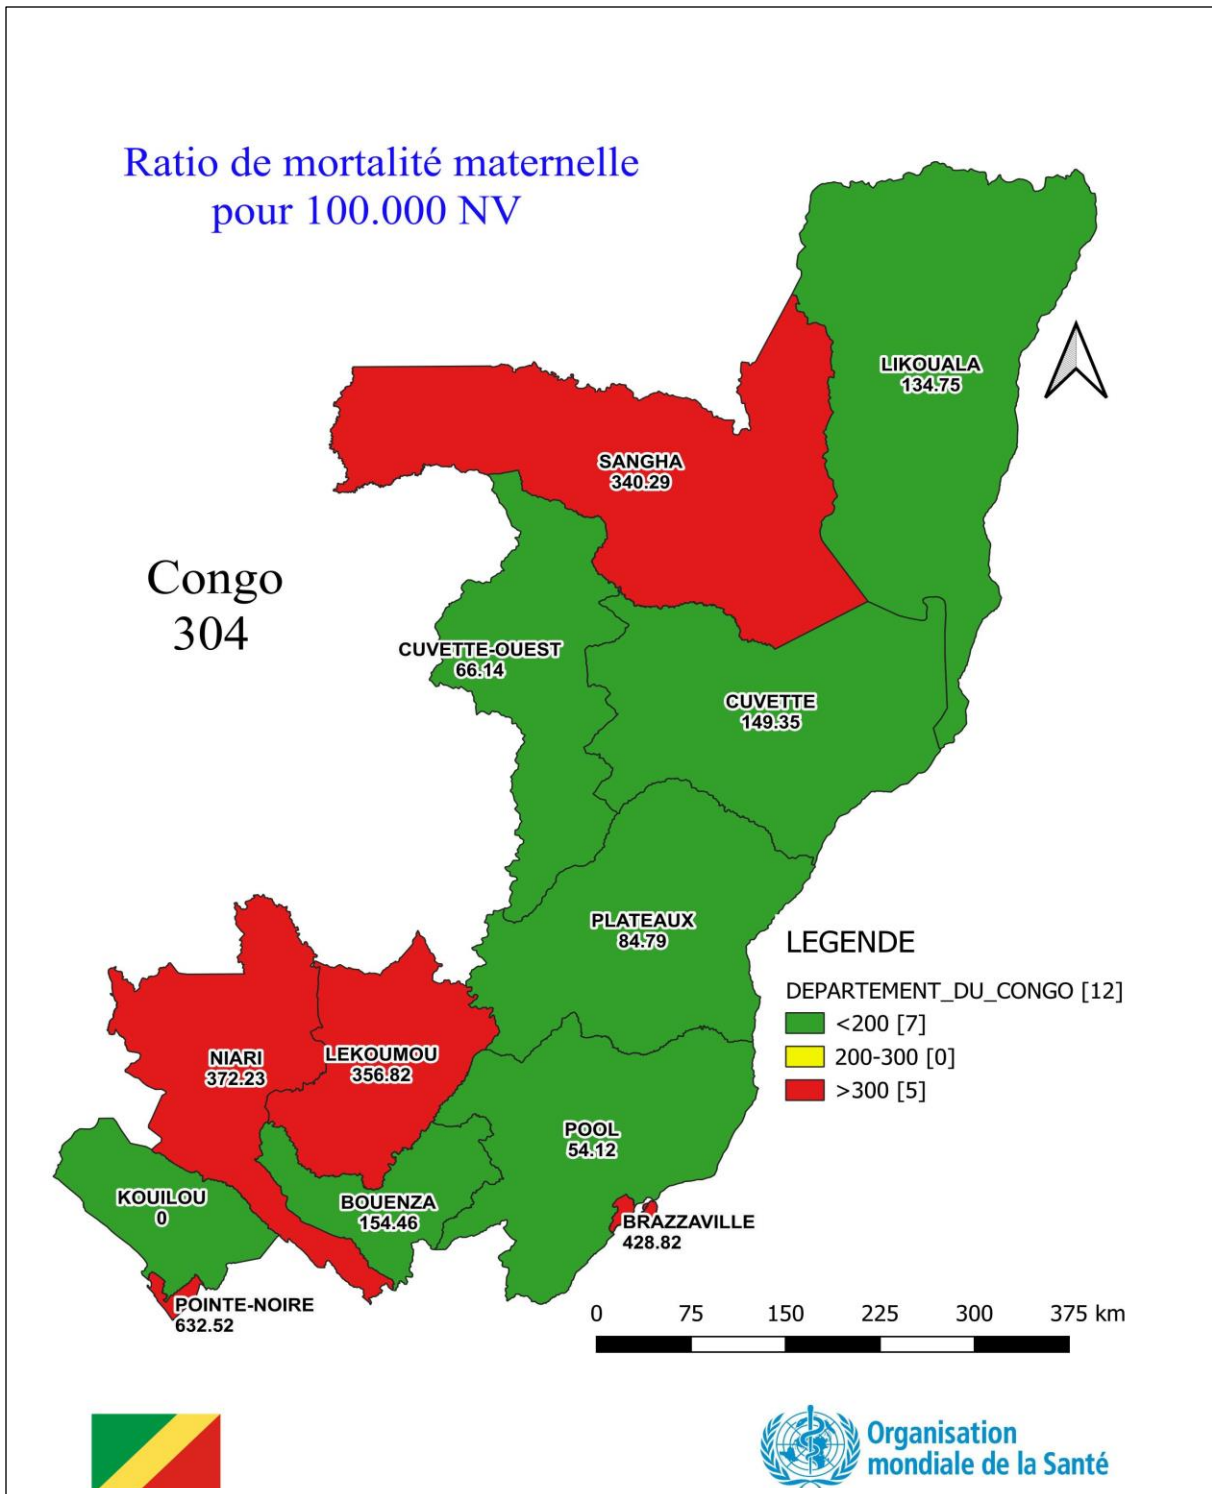 Ratio de mortalité maternelle
pour 100.000 NV
LIKOUALA
134.75
SANGHA
340.29
Congo
304
CUVETTE-OUEST
66.14
CUVETTE
149.35
PLATEAUX
84.79
LEGENDE
DEPARTEMENT_DU_CONGO [12]
<200 [7]
200-300 [0]
>300 [5]
NIARI
372.23
LEKOUMOU
356.82
POOL
54.12
KOUILOU
0
BOUENZA
154.46
BRAZZAVILLE
428.82
POINTE-NOIRE
632.52
0 75 150 225 300 375 km
Organisation
mondiale de la Santé